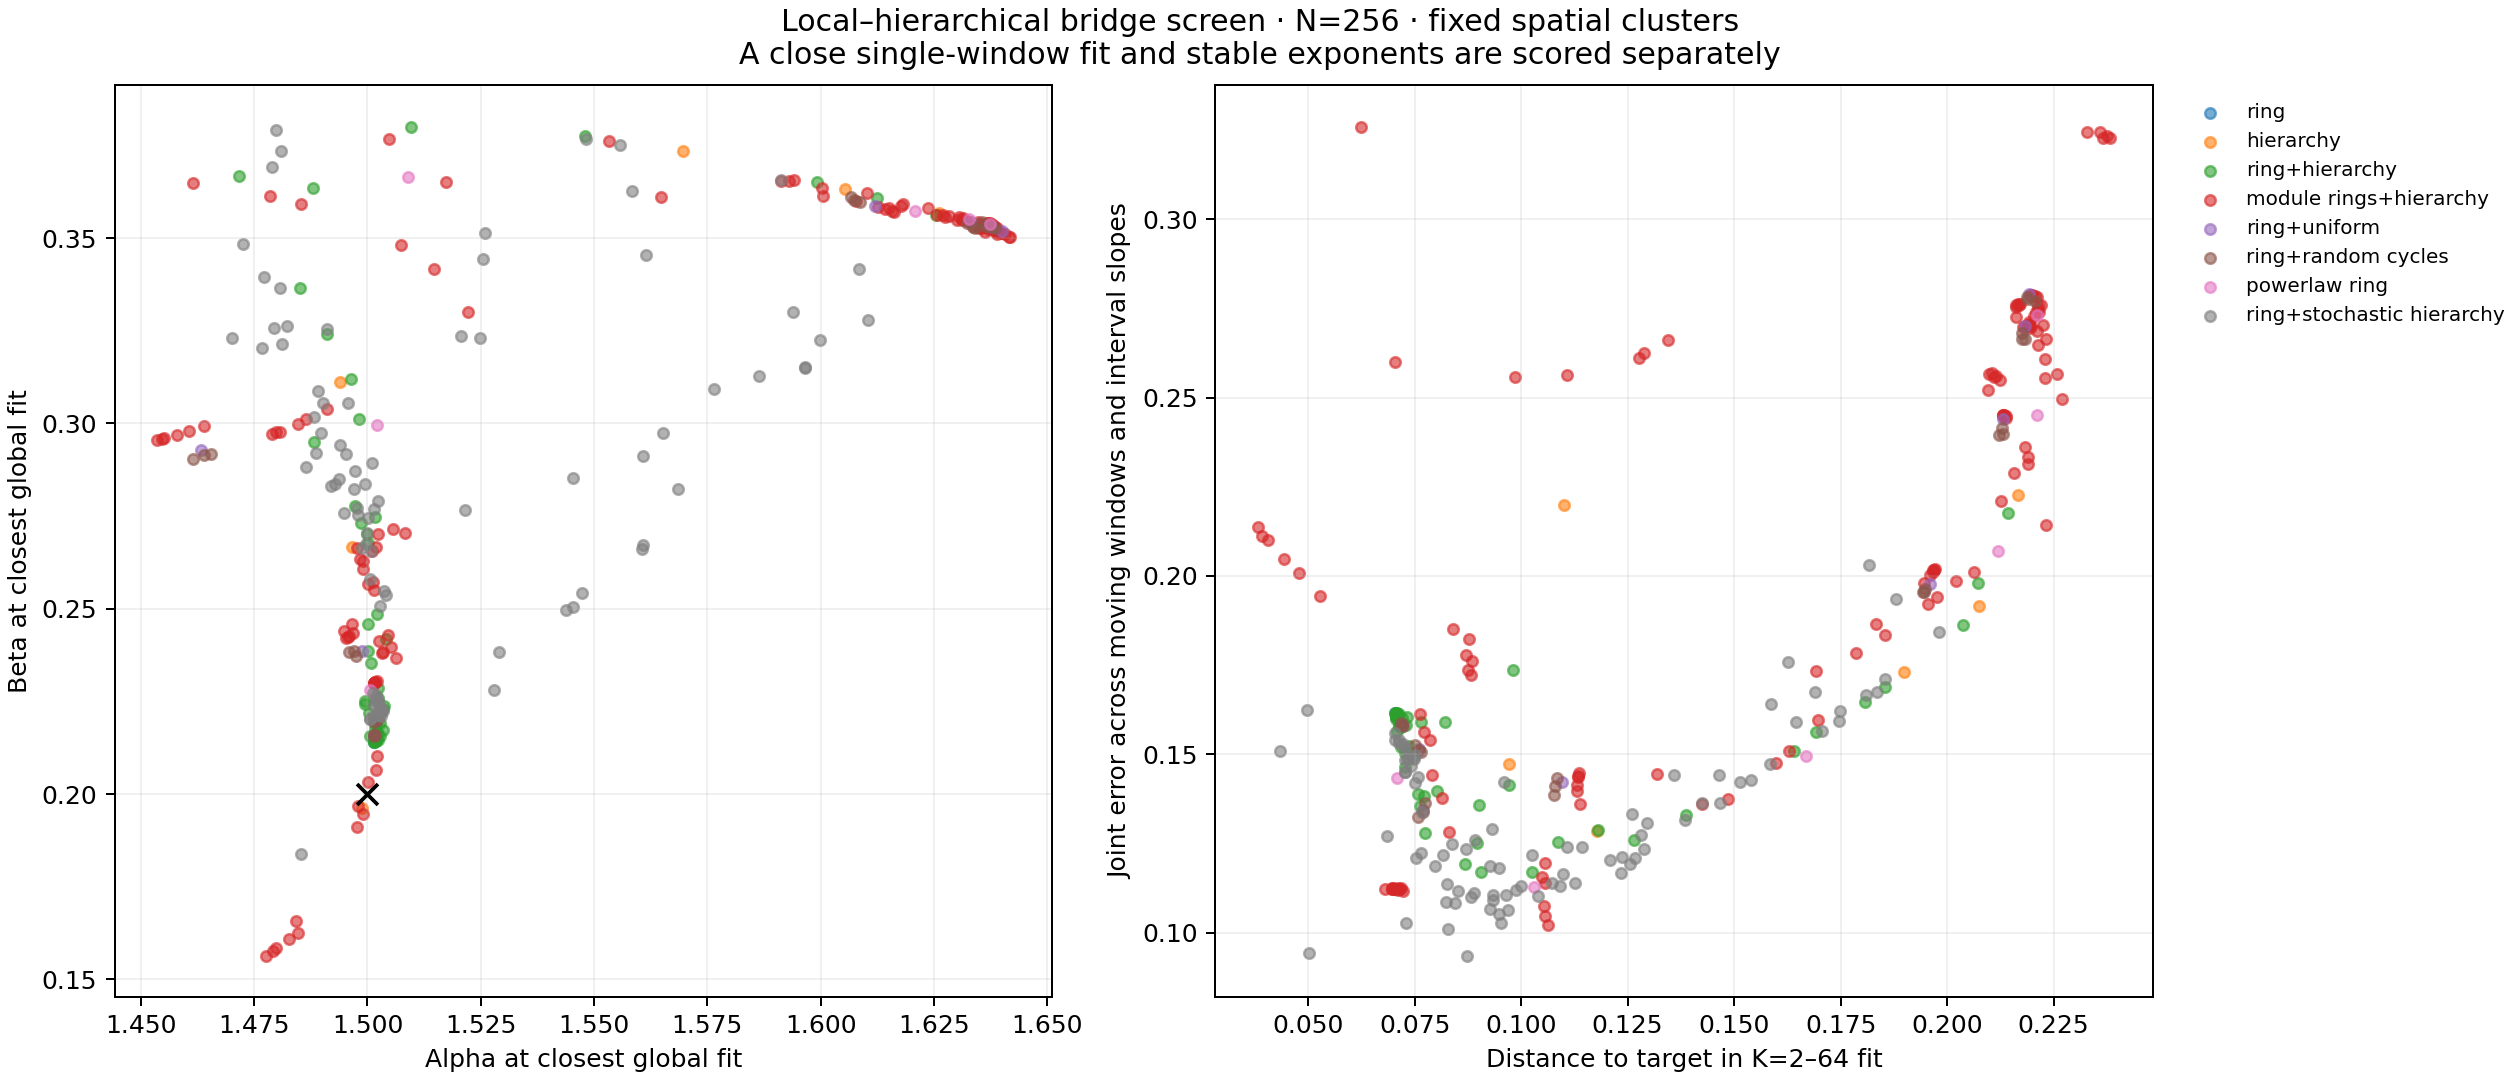 Local–hierarchical bridge screen · N=256 · fixed spatial clusters
A close single-window fit and stable exponents are scored separately
Beta at closest global fit
0.35
0.30
0.25
0.20
0.15
1.450 1.475 1.500 1.525 1.550 1.575 1.600 1.625 1.650
Alpha at closest global fit
Joint error across moving windows and interval slopes
0.30
0.25
0.20
0.15
0.10
0.050 0.075 0.100 0.125 0.150 0.175 0.200 0.225
Distance to target in K=2–64 fit
ring
hierarchy
ring+hierarchy
module rings+hierarchy
ring+uniform
ring+random cycles
powerlaw ring
ring+stochastic hierarchy